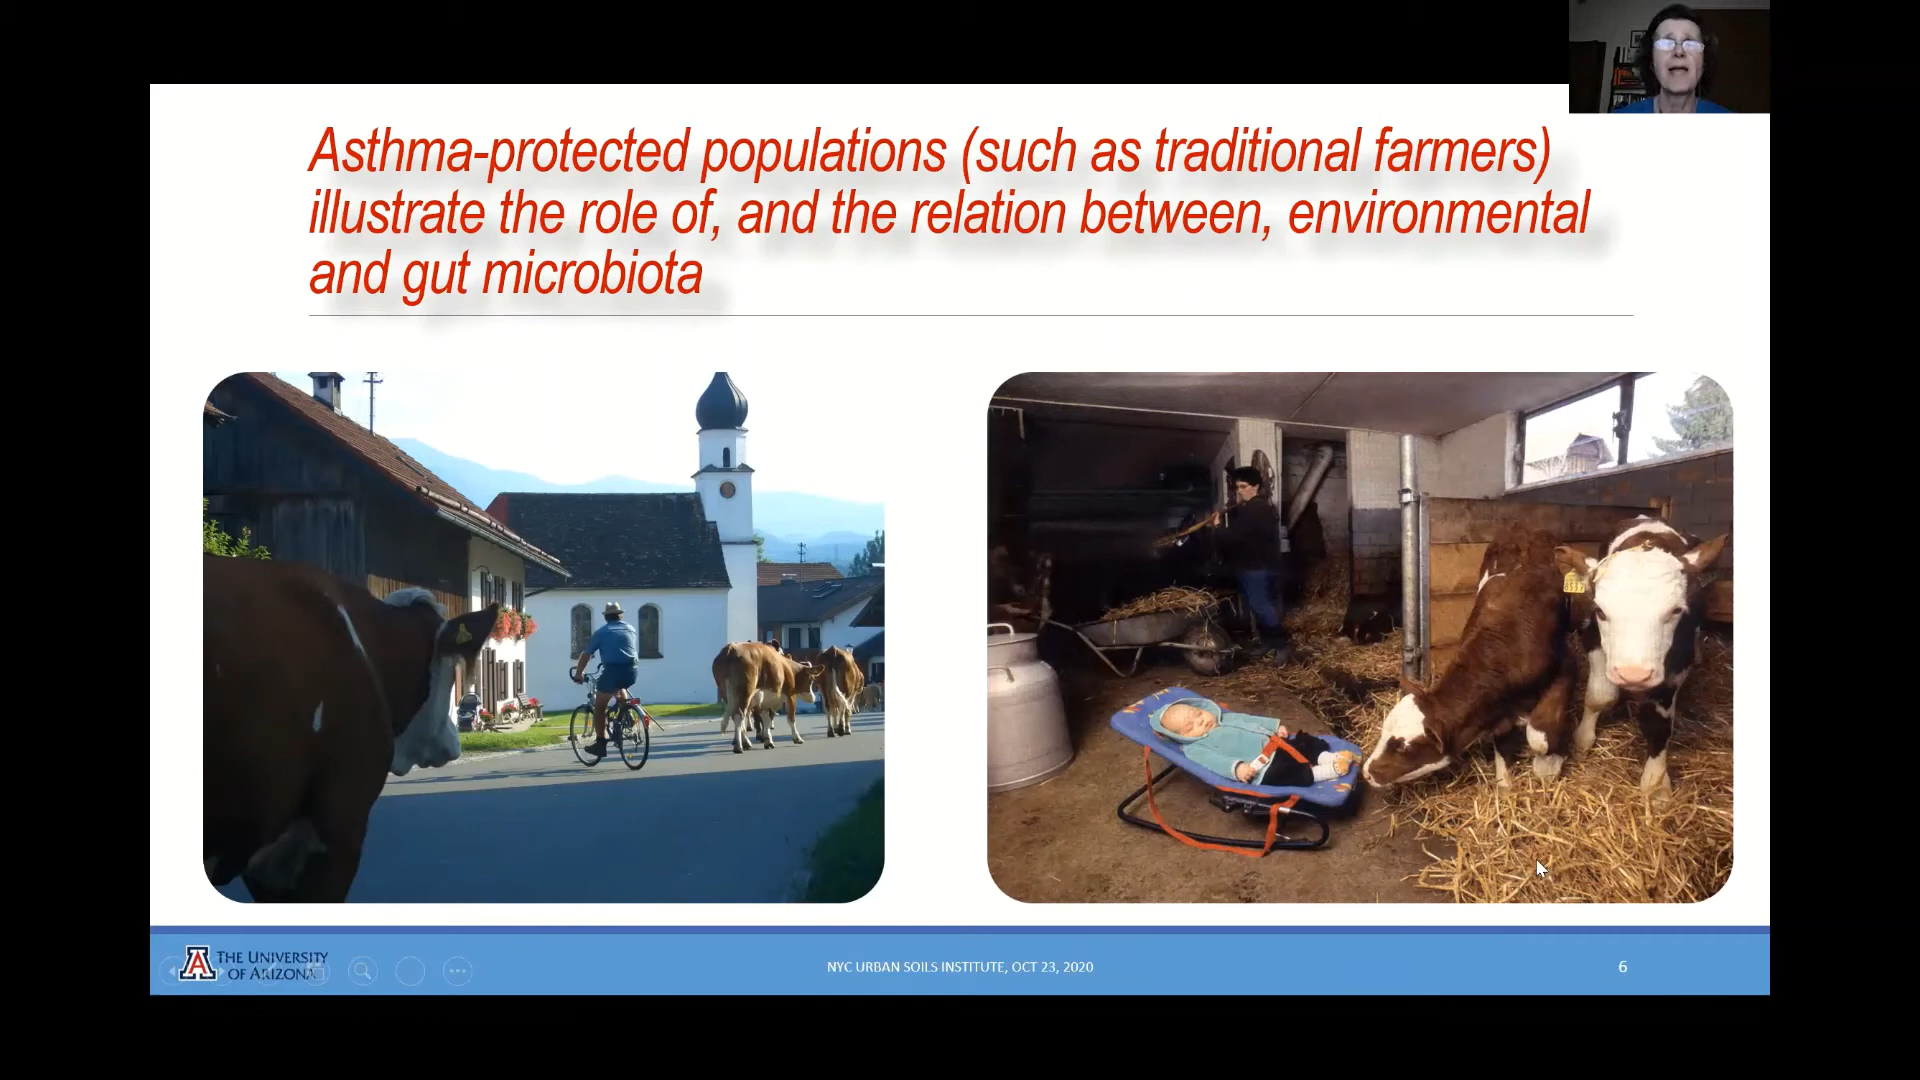 Asthma-protected populations (such as traditional farmers)
illustrate the role of, and the relation between, environmental
and gut microbiota
THE UNIVERSITY
OF ARIZONA
NYC URBAN SOILS INSTITUTE, OCT 23, 2020
6